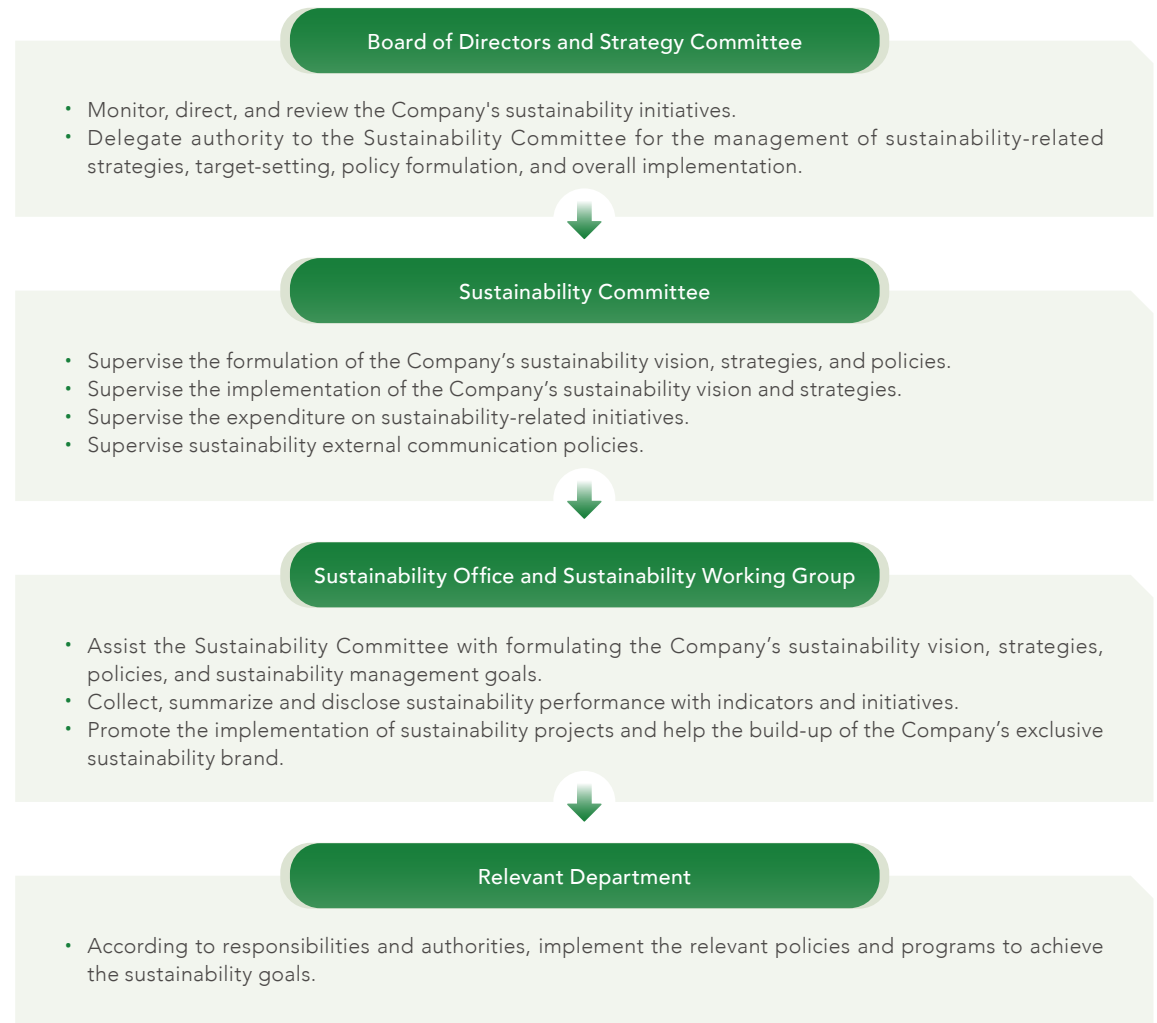 Board of Directors and Strategy Committee
• Monitor, direct, and review the Company's sustainability initiatives.
• Delegate authority to the Sustainability Committee for the management of sustainability-related
strategies, target-setting, policy formulation, and overall implementation.
Sustainability Committee
• Supervise the formulation of the Company’s sustainability vision, strategies, and policies.
• Supervise the implementation of the Company’s sustainability vision and strategies.
• Supervise the expenditure on sustainability-related initiatives.
• Supervise sustainability external communication policies.
Sustainability Office and Sustainability Working Group
• Assist the Sustainability Committee with formulating the Company’s sustainability vision, strategies,
policies, and sustainability management goals.
• Collect, summarize and disclose sustainability performance with indicators and initiatives.
• Promote the implementation of sustainability projects and help the build-up of the Company’s exclusive
sustainability brand.
Relevant Department
• According to responsibilities and authorities, implement the relevant policies and programs to achieve
the sustainability goals.